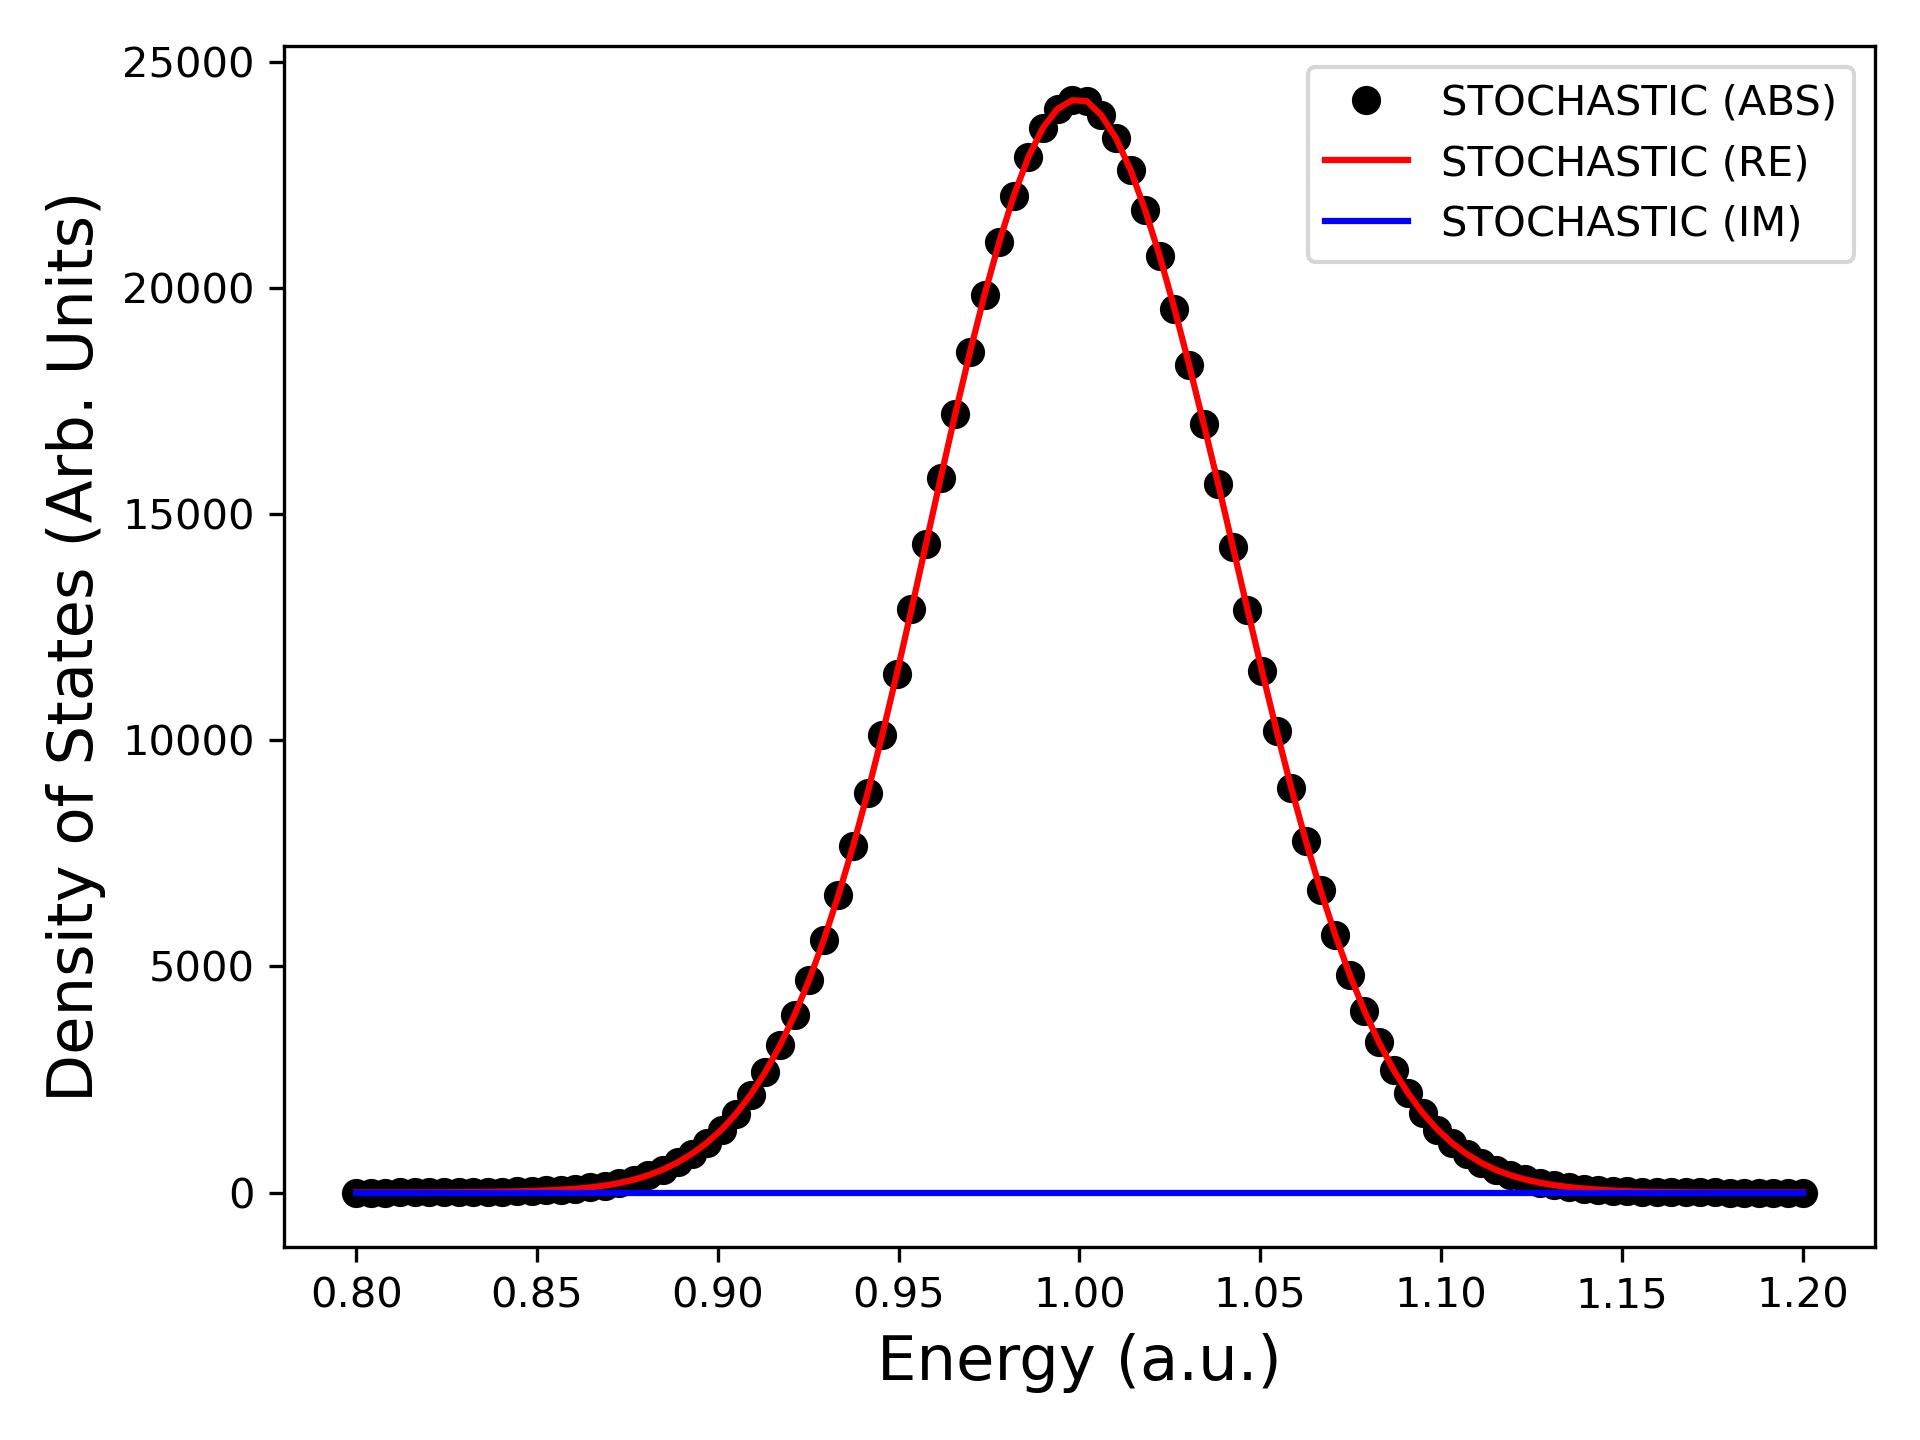 25000
20000
15000
10000
5000
0
Density of States (Arb. Units)
STOCHASTIC (ABS)
STOCHASTIC (RE)
STOCHASTIC (IM)
0.80 0.85 0.90 0.95 1.00 1.05 1.10 1.15 1.20
Energy (a.u.)